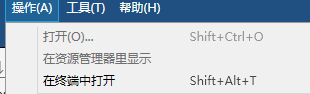 操作(A) 工具(T) 帮助(H)
打开(O)... Shift+Ctrl+O
在资源管理器里显示
在终端中打开 Shift+Alt+T